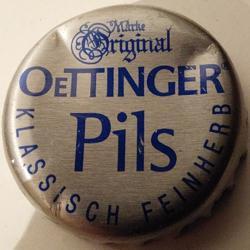 Marke
Original
OETTINGER
Pils
KLASSISCH FEINHERB